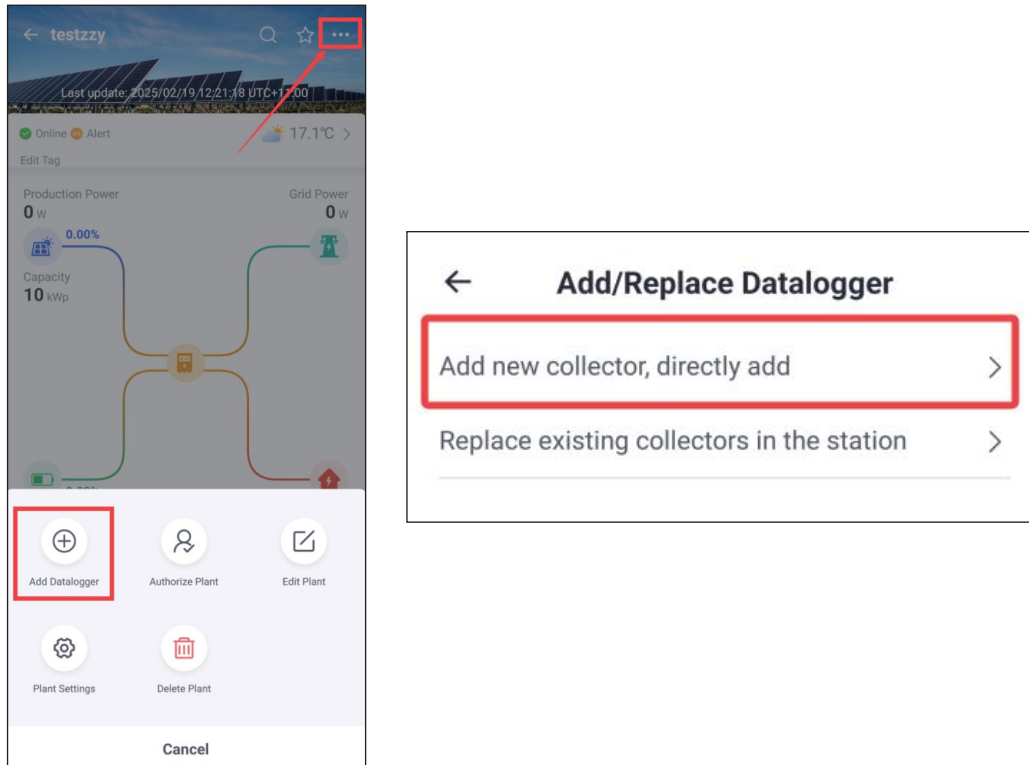 testzzy
Last update: 2025/02/19 12:21:18 UTC+11:00
Online Alert 17.1℃
Edit Tag
Production Power Grid Power
0 W 0 W
0.00%
Capacity
10 kWp
0.00%
Add Datalogger Authorize Plant Edit Plant
Plant Settings Delete Plant
Cancel
Add/Replace Datalogger
Add new collector, directly add
Replace existing collectors in the station